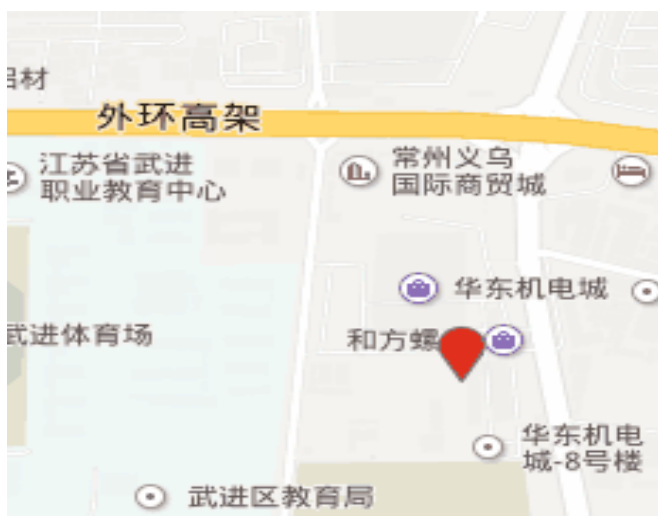 铝材
外环高架
江苏省武进
职业教育中心
常州义乌
国际商贸城
华东机电城
武进体育场
和方螺
华东机电
城-8号楼
武进区教育局